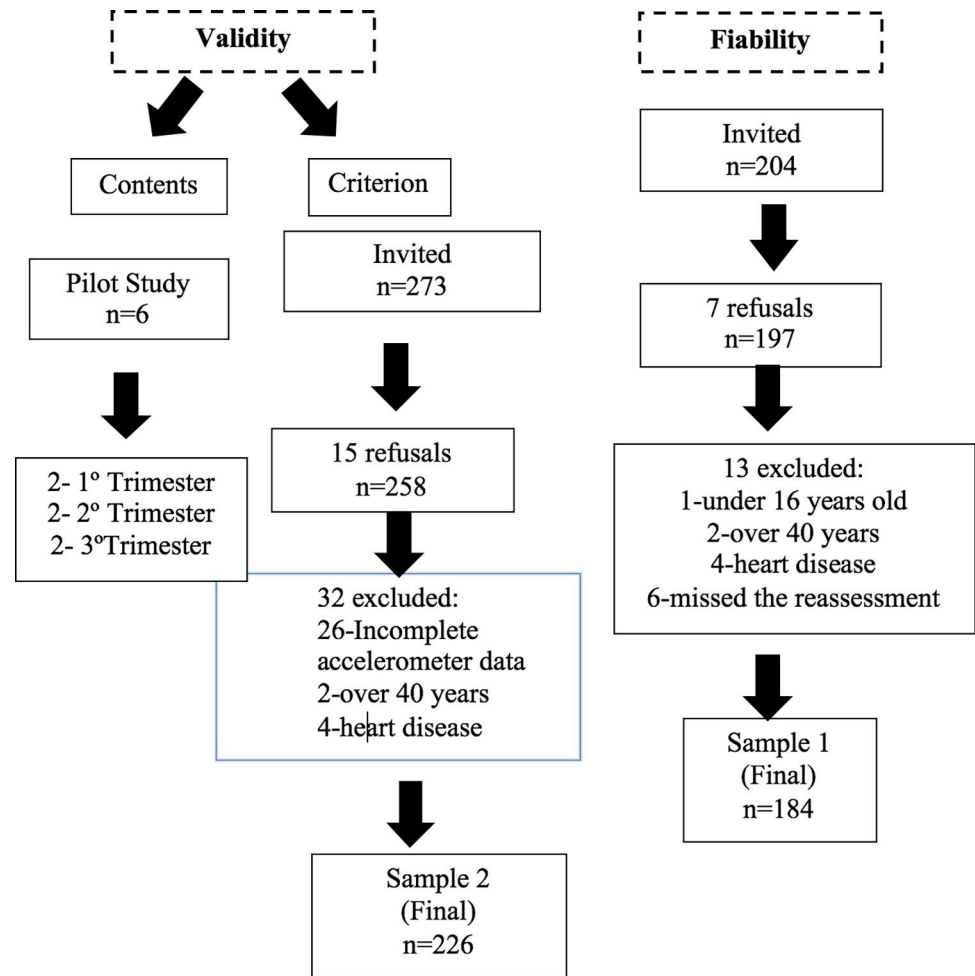 Validity
Contents
Pilot Study
n=6
2- 1º Trimester
2- 2º Trimester
2- 3ºTrimester
Criterion
Invited
n=273
15 refusals
n=258
32 excluded:
26-Incomplete
accelerometer data
2-over 40 years
4-heart disease
Sample 2
(Final)
n=226
Fiability
Invited
n=204
7 refusals
n=197
13 excluded:
1-under 16 years old
2-over 40 years
4-heart disease
6-missed the reassessment
Sample 1
(Final)
n=184